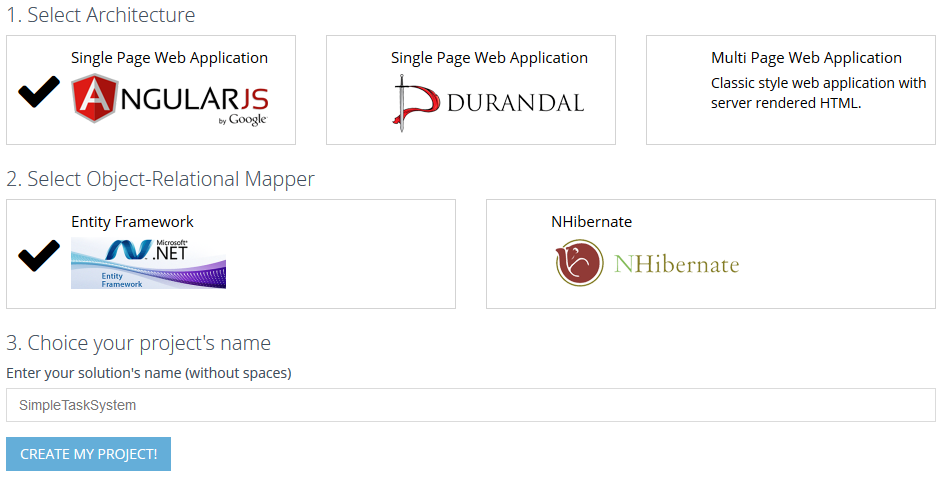 1. Select Architecture
Single Page Web Application
ANGULARJS
by Google
Single Page Web Application
DURANDAL
Multi Page Web Application
Classic style web application with
server rendered HTML.
2. Select Object-Relational Mapper
Entity Framework
Microsoft®
.NET
Entity
Framework
NHibernate
NHibernate
3. Choice your project's name
Enter your solution's name (without spaces)
SimpleTaskSystem
CREATE MY PROJECT!